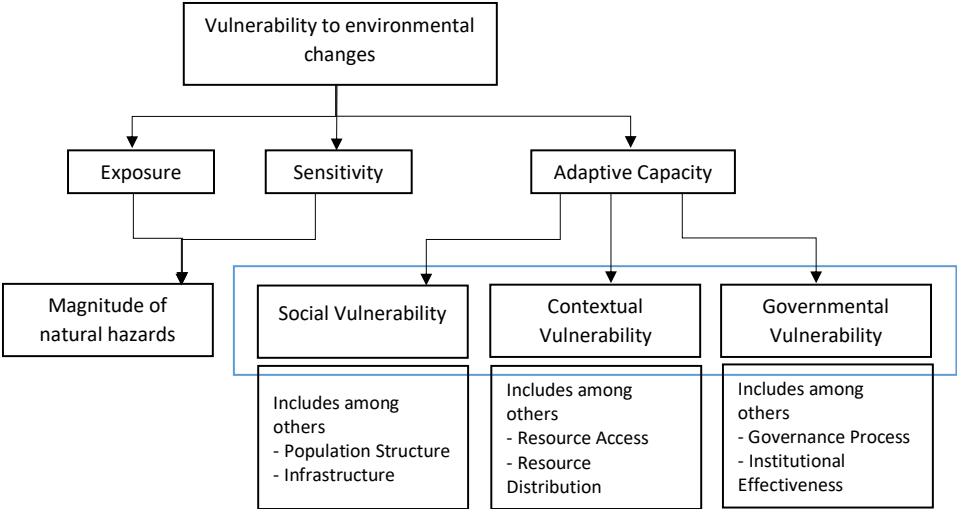 Vulnerability to environmental
changes
Exposure
Sensitivity
Adaptive Capacity
Magnitude of
natural hazards
Social Vulnerability
Contextual
Vulnerability
Governmental
Vulnerability
Includes among
others
- Population Structure
- Infrastructure
Includes among
others
- Resource Access
- Resource
Distribution
Includes among
others
- Governance Process
- Institutional
Effectiveness